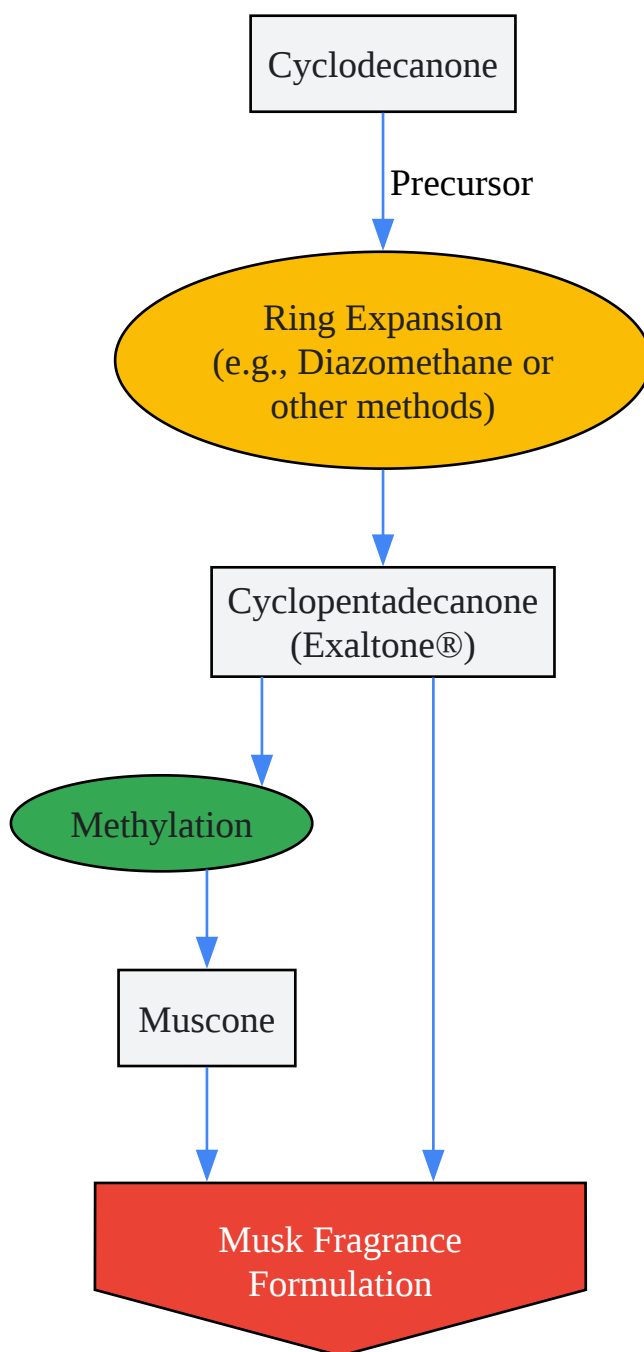 Cyclodecanone
Precursor
Ring Expansion
(e.g., Diazomethane or
other methods)
Cyclopentadecanone
(Exaltone®)
Methylation
Muscone
Musk Fragrance
Formulation